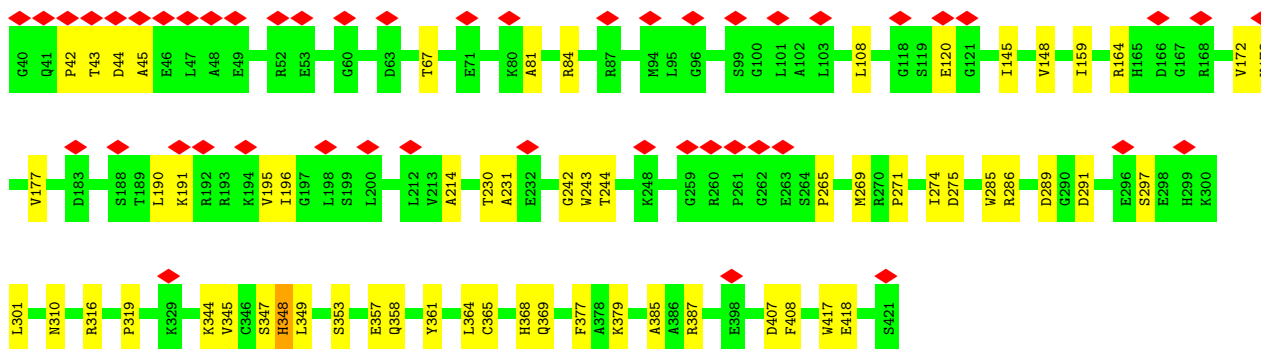 G40 Q41 P42 T43 D44 A45 E46 L47 A48 E49 R52 E53 G60 D63 T67 E71 K80 A81 R84 R87 M94 L95 G96 S99 G100 L101 A102 L103 L108 G118 S119 E120 G121 I145 V148 I159 R164 H165 D166 G167 R168 V172
V177 D183 S188 T189 L190 K191 R192 R193 K194 V195 I196 G197 L198 S199 L200 L212 V213 A214 T230 A231 E232 G242 W243 T244 K248 G259 R260 P261 G262 E263 S264 P265 M269 R270 P271 I274 D275 W285 R286 D289 G290 D291 E296 S297 E298 H299 K300
L301 N310 R316 P319 K329 K344 V345 C346 S347 H348 L349 S353 E357 Q358 Y361 L364 C365 H368 Q369 F377 A378 K379 A385 A386 R387 E398 D407 F408 W417 E418 S421